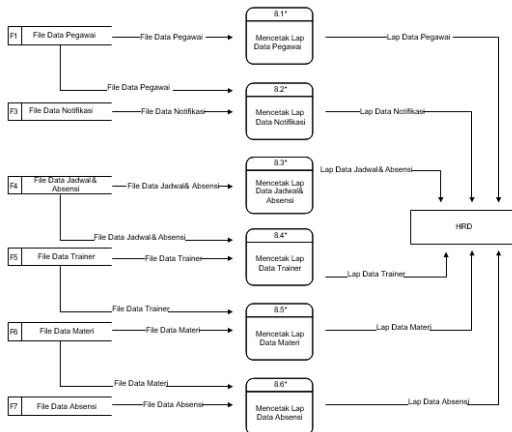 8.1*
F1 File Data Pegawai
File Data Pegawai
Mencetak Lap
Data Pegawai
Lap Data Pegawai
File Data Pegawai
8.2*
F3 File Data Notifikasi
File Data Notifikasi
Mencetak Lap
Data Notifikasi
Lap Data Notifikasi
8.3*
F4 File Data Jadwal&
Absensi
File Data Jadwal& Absensi
Mencetak Lap
Data Jadwal&
Absensi
Lap Data Jadwal& Absensi
HRD
File Data Jadwal& Absensi
8.4*
F5 File Data Trainer
File Data Trainer
Mencetak Lap
Data Trainer
Lap Data Trainer
File Data Trainer
8.5*
F6 File Data Materi
File Data Materi
Mencetak Lap
Data Materi
Lap Data Materi
File Data Materi
8.6*
F7 File Data Absensi
File Data Absensi
Mencetak Lap
Data Absensi
Lap Data Absensi